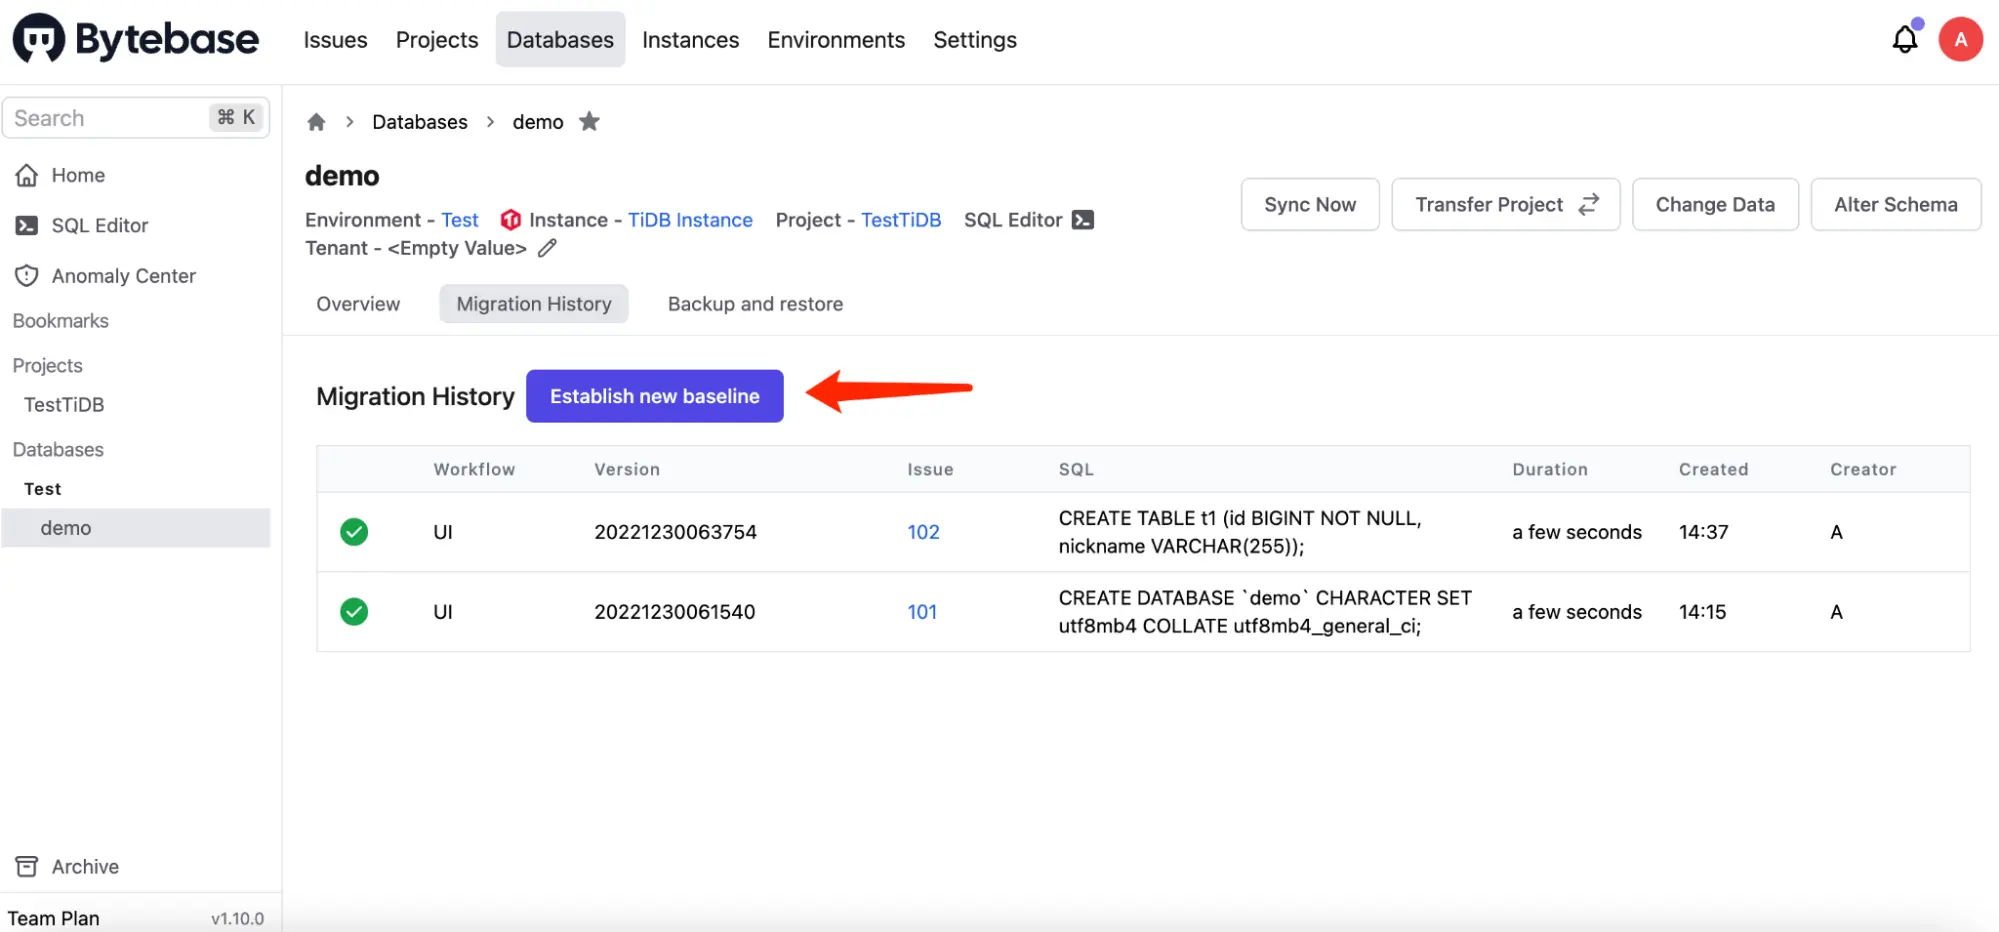 Bytebase Issues Projects Databases Instances Environments Settings A
Search ⌘ K
Home
SQL Editor
Anomaly Center
Bookmarks
Projects
TestTiDB
Databases
Test
demo
Archive
Team Plan v1.10.0
Databases demo
demo
Environment - Test Instance - TiDB Instance Project - TestTiDB SQL Editor
Tenant - <Empty Value>
Sync Now Transfer Project Change Data Alter Schema
Overview Migration History Backup and restore
Migration History Establish new baseline
Workflow Version Issue SQL Duration Created Creator
UI 20221230063754 102 CREATE TABLE t1 (id BIGINT NOT NULL, a few seconds 14:37 A
nickname VARCHAR(255));
UI 20221230061540 101 CREATE DATABASE `demo` CHARACTER SET a few seconds 14:15 A
utf8mb4 COLLATE utf8mb4_general_ci;